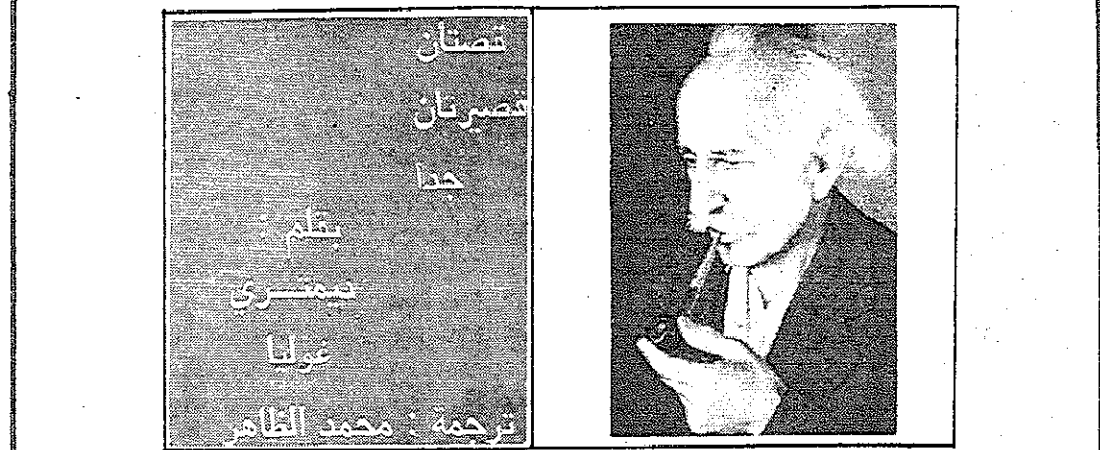 قصتان
قصيرتان
جدا
بقلم :
ديمتري
غوليا
ترجمة : محمد الظاهر